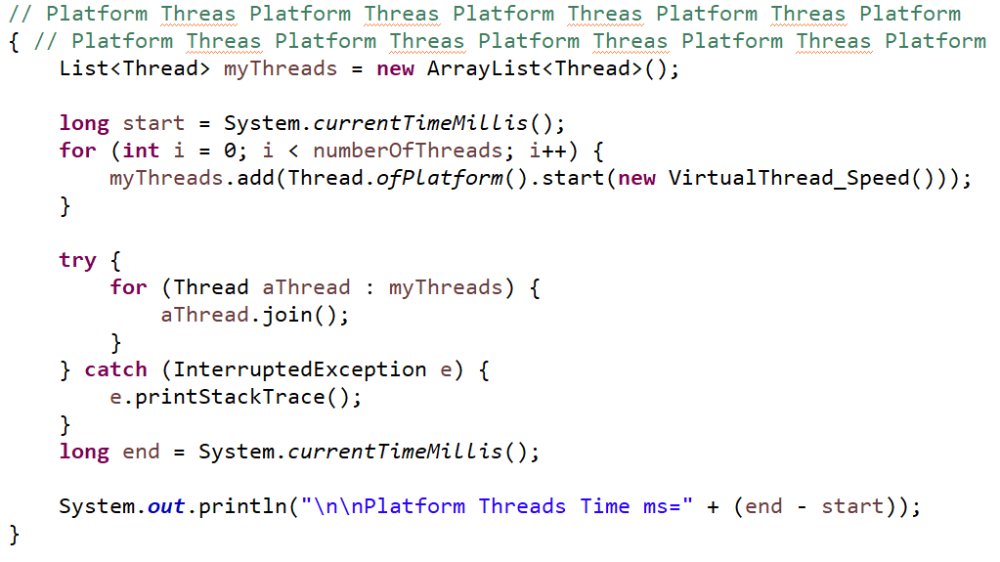 // Platform Threas Platform Threas Platform Threas Platform Threas Platform
{ // Platform Threas Platform Threas Platform Threas Platform Threas Platform
    List<Thread> myThreads = new ArrayList<Thread>();
    long start = System.currentTimeMillis();
    for (int i = 0; i < numberOfThreads; i++) {
        myThreads.add(Thread.ofPlatform().start(new VirtualThread_Speed()));
    }
    try {
        for (Thread aThread : myThreads) {
            aThread.join();
        }
    } catch (InterruptedException e) {
        e.printStackTrace();
    }
    long end = System.currentTimeMillis();
    System.out.println("\n\nPlatform Threads Time ms=" + (end - start));
}